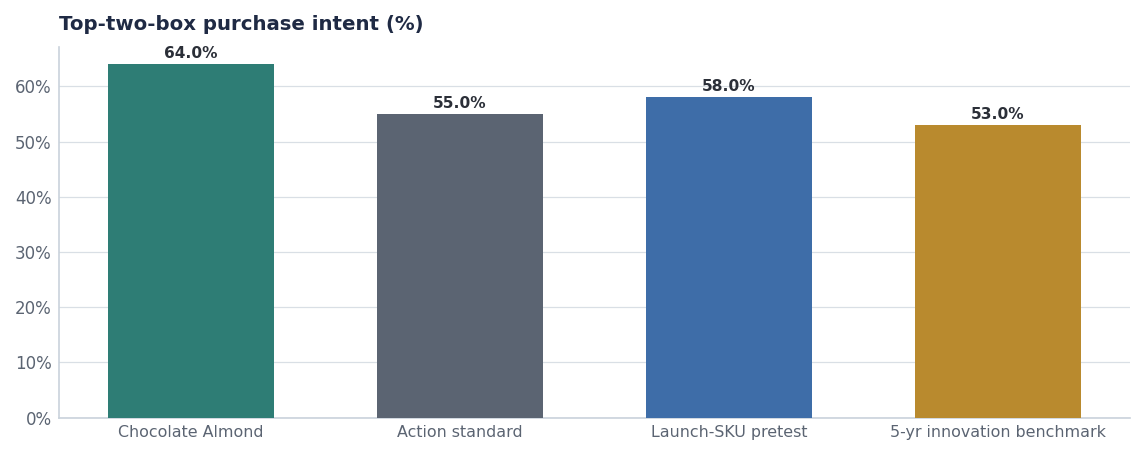 Top-two-box purchase intent (%)
64.0%
55.0%
58.0%
53.0%
60%
50%
40%
30%
20%
10%
0%
Chocolate Almond
Action standard
Launch-SKU pretest
5-yr innovation benchmark